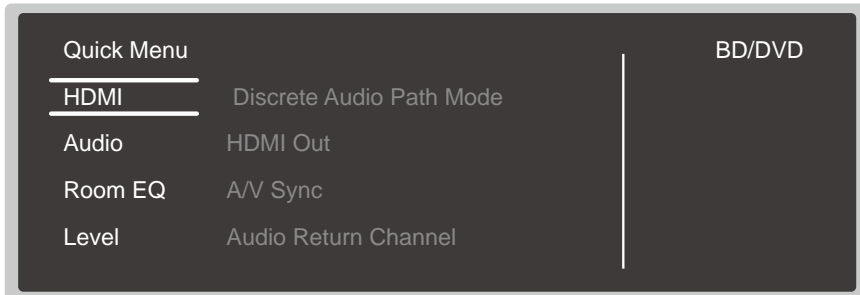 Quick Menu BD/DVD
HDMI Discrete Audio Path Mode
Audio HDMI Out
Room EQ A/V Sync
Level Audio Return Channel